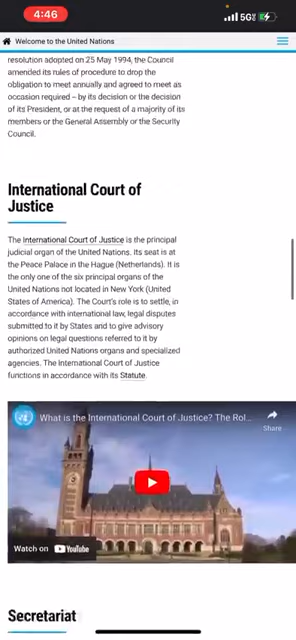 4:46
5G
Welcome to the United Nations
resolution adopted on 25 May 1994, the Council
amended its rules of procedure to drop the
obligation to meet annually and agreed to meet as
occasion required – by its decision or the decision
of its President, or at the request of a majority of its
members or the General Assembly or the Security
Council.
International Court of
Justice
The International Court of Justice is the principal
judicial organ of the United Nations. Its seat is at
the Peace Palace in the Hague (Netherlands). It is
the only one of the six principal organs of the
United Nations not located in New York (United
States of America). The Court's role is to settle, in
accordance with international law, legal disputes
submitted to it by States and to give advisory
opinions on legal questions referred to it by
authorized United Nations organs and specialized
agencies. The International Court of Justice
functions in accordance with its Statute.
What is the International Court of Justice? The Rol...
Share
Watch on YouTube
Secretariat